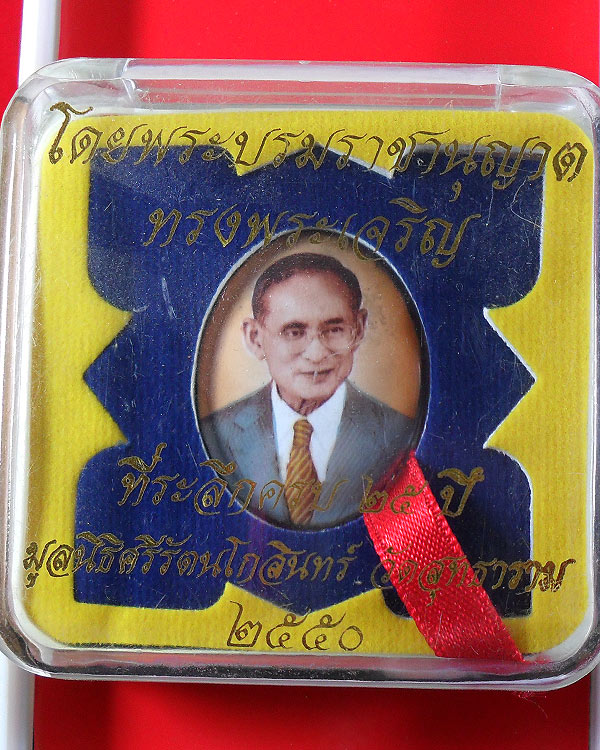 โดยพระบรมราชานุญาต
ทรงพระเจริญ
ที่ระลึกครบ ๒๕ ปี
มูลนิธิศรีรัตนโกสินทร์ วัดสุทธาราม
๒๕๕๐